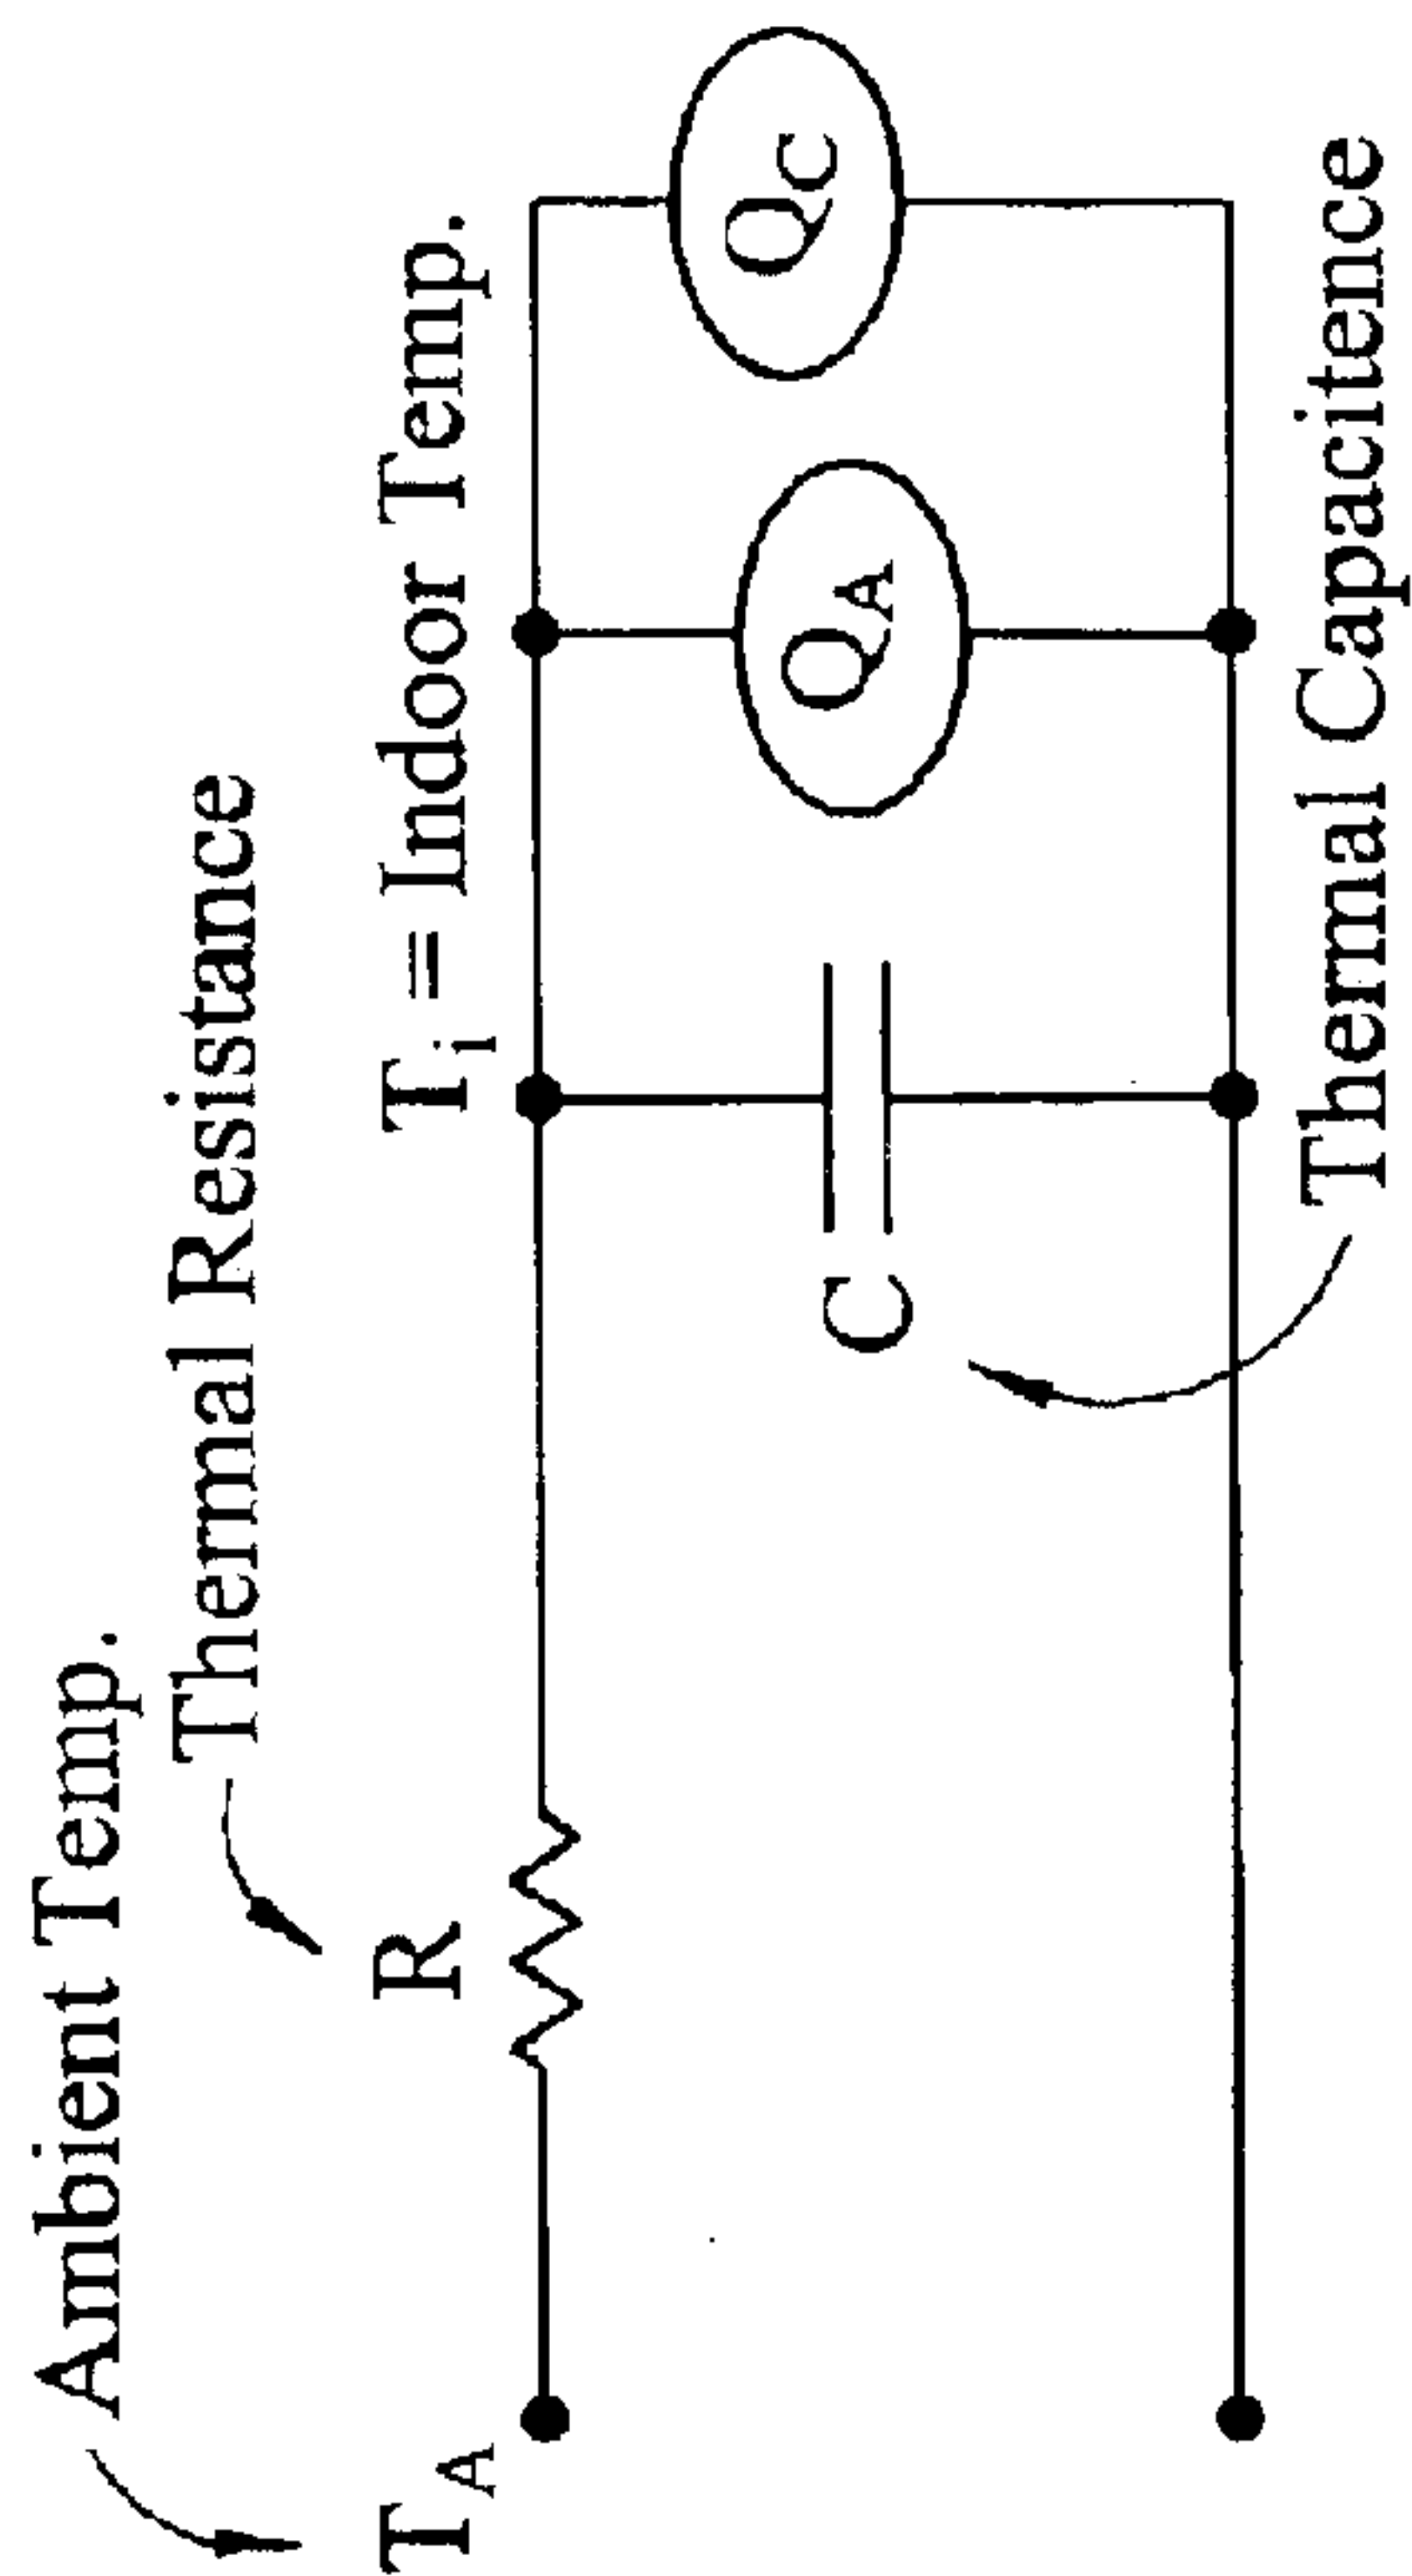 Ambient Temp.
Thermal Resistance
T_A
R
T_i = Indoor Temp.
C
Q_A
Q_C
Thermal Capacitence